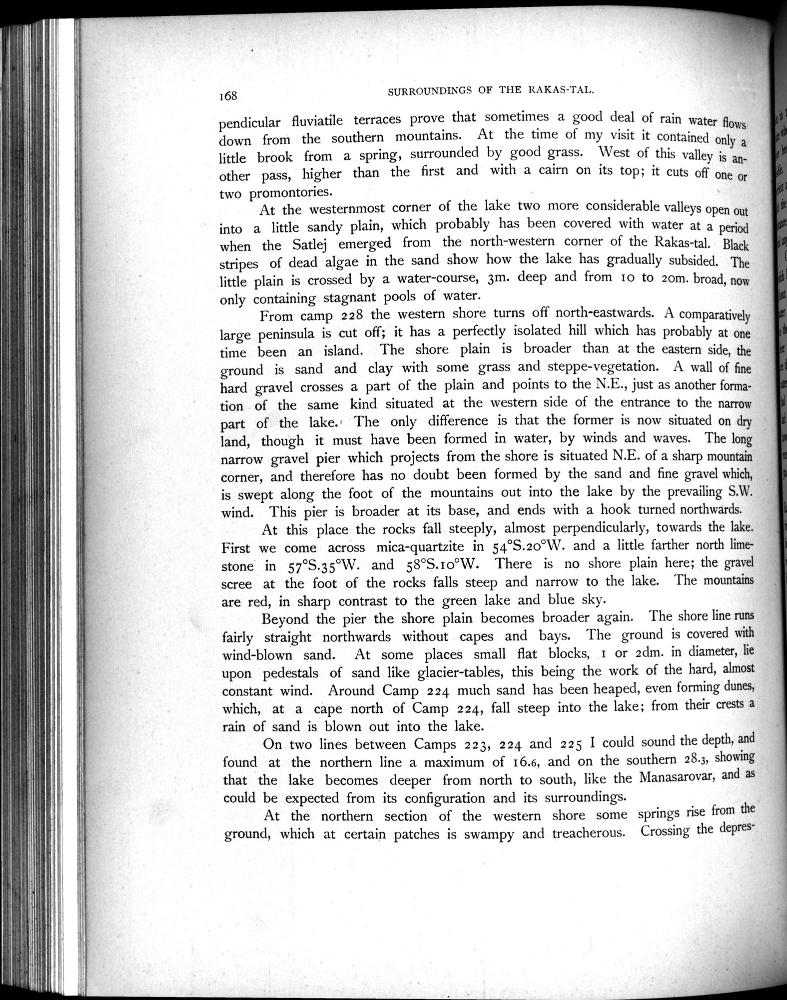 168
SURROUNDINGS OF THE RAKAS-TAL.
pendicular fluviatile terraces prove that sometimes a good deal of rain water flows
down from the southern mountains. At the time of my visit it contained only a
little brook from a spring, surrounded by good grass. West of this valley is an-
other pass, higher than the first and with a cairn on its top; it cuts off one or
two promontories.
At the westernmost corner of the lake two more considerable valleys open out
into a little sandy plain, which probably has been covered with water at a period
when the Satlej emerged from the north-western corner of the Rakas-tal. Black
stripes of dead algae in the sand show how the lake has gradually subsided. The
little plain is crossed by a water-course, 3m. deep and from 10 to 20m. broad, now
only containing stagnant pools of water.
From camp 228 the western shore turns off north-eastwards. A comparatively
large peninsula is cut off; it has a perfectly isolated hill which has probably at one
time been an island. The shore plain is broader than at the eastern side, the
ground is sand and clay with some grass and steppe-vegetation. A wall of fine
hard gravel crosses a part of the plain and points to the N.E., just as another forma-
tion of the same kind situated at the western side of the entrance to the narrow
part of the lake. The only difference is that the former is now situated on dry
land, though it must have been formed in water, by winds and waves. The long
narrow gravel pier which projects from the shore is situated N.E. of a sharp mountain
corner, and therefore has no doubt been formed by the sand and fine gravel which,
is swept along the foot of the mountains out into the lake by the prevailing S.W.
wind. This pier is broader at its base, and ends with a hook turned northwards.
At this place the rocks fall steeply, almost perpendicularly, towards the lake.
First we come across mica-quartzite in 54°S.20°W. and a little farther north lime-
stone in 57°S.35°W. and 58°S.10°W. There is no shore plain here; the gravel
scree at the foot of the rocks falls steep and narrow to the lake. The mountains
are red, in sharp contrast to the green lake and blue sky.
Beyond the pier the shore plain becomes broader again. The shore line runs
fairly straight northwards without capes and bays. The ground is covered with
wind-blown sand. At some places small flat blocks, 1 or 2dm. in diameter, lie
upon pedestals of sand like glacier-tables, this being the work of the hard, almost
constant wind. Around Camp 224 much sand has been heaped, even forming dunes,
which, at a cape north of Camp 224, fall steep into the lake; from their crests a
rain of sand is blown out into the lake.
On two lines between Camps 223, 224 and 225 I could sound the depth, and
found at the northern line a maximum of 16.6, and on the southern 28.3, showing
that the lake becomes deeper from north to south, like the Manasarovar, and as
could be expected from its configuration and its surroundings.
At the northern section of the western shore some springs rise from the
ground, which at certain patches is swampy and treacherous. Crossing the depres-